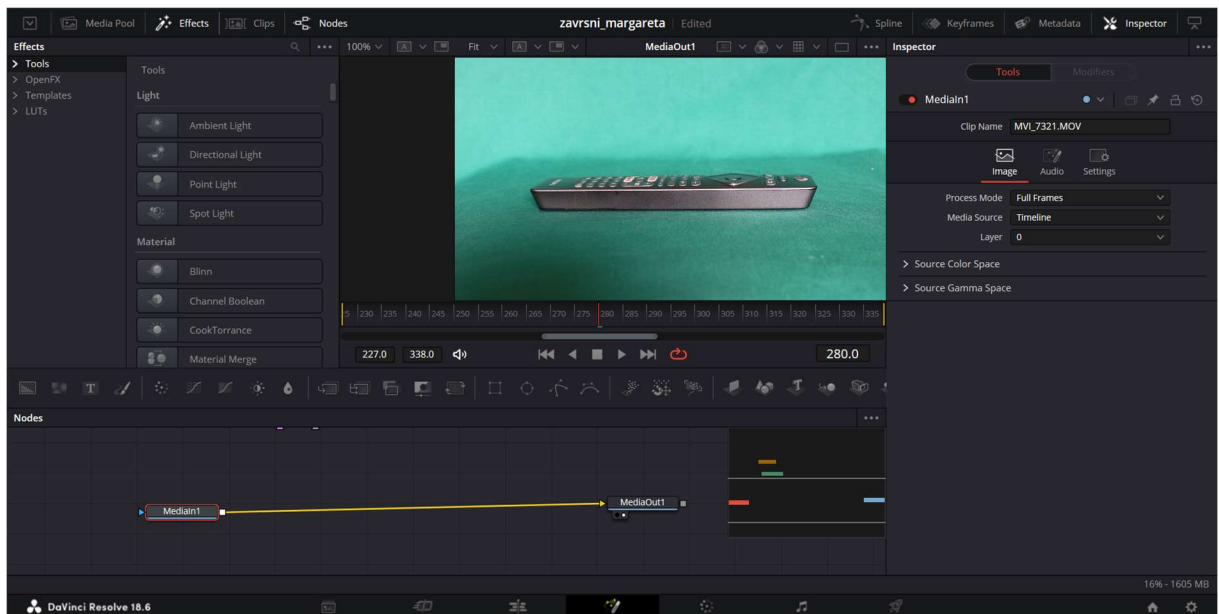 Media Pool Effects Clips Nodes zavrsni_margareta Edited Spline Keyframes Metadata Inspector
Effects 100% Fit MediaOut1 Inspector
Tools
OpenFX
Templates
LUTs
Tools
Light
Ambient Light
Directional Light
Point Light
Spot Light
Material
Blinn
Channel Boolean
CookTorrance
Material Merge
230 235 240 245 250 255 260 265 270 275 280 285 290 295 300 305 310 315 320 325 330 335
227.0 338.0 280.0
Tools Modifiers
MediaIn1
Clip Name MVI_7321.MOV
Image Audio Settings
Process Mode Full Frames
Media Source Timeline
Layer 0
Source Color Space
Source Gamma Space
T
Nodes
MediaIn1
MediaOut1
16% - 1605 MB
DaVinci Resolve 18.6